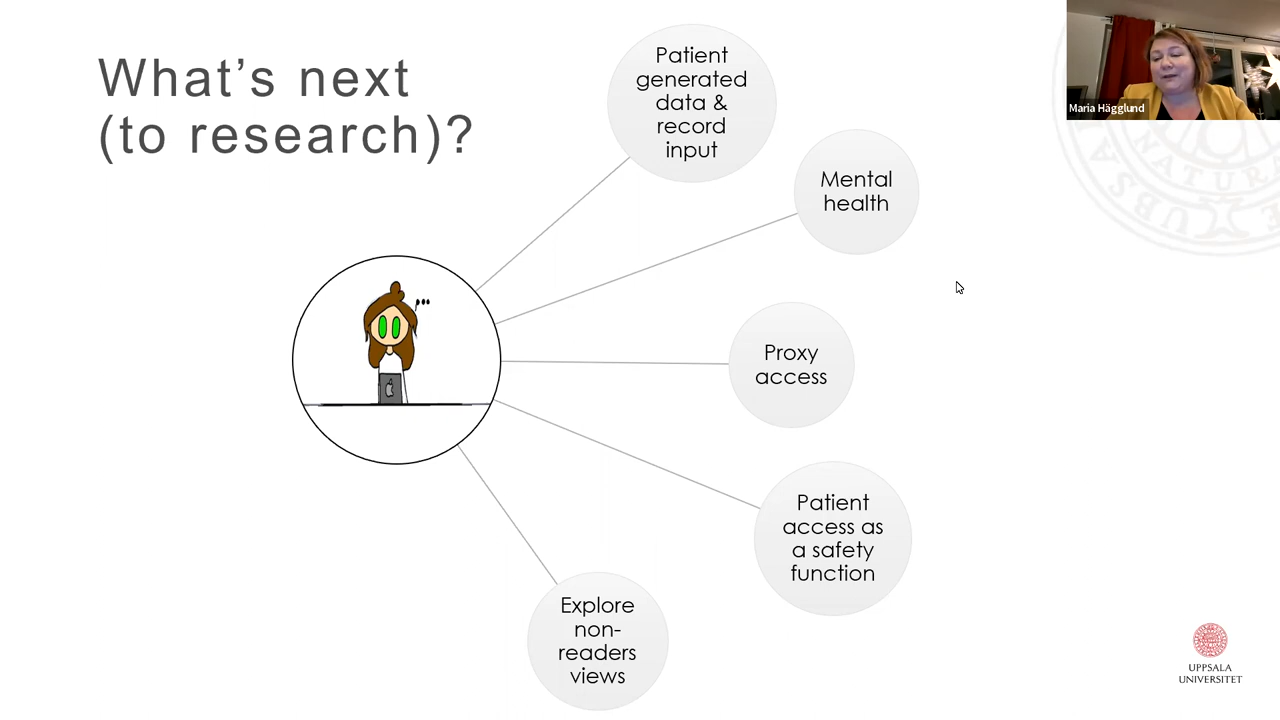 What's next
(to research)?
Patient
generated
data &
record
input
Mental
health
Proxy
access
Patient
access as
a safety
function
Explore
non-
readers
views
Maria Hägglund
UPPSALA
UNIVERSITET